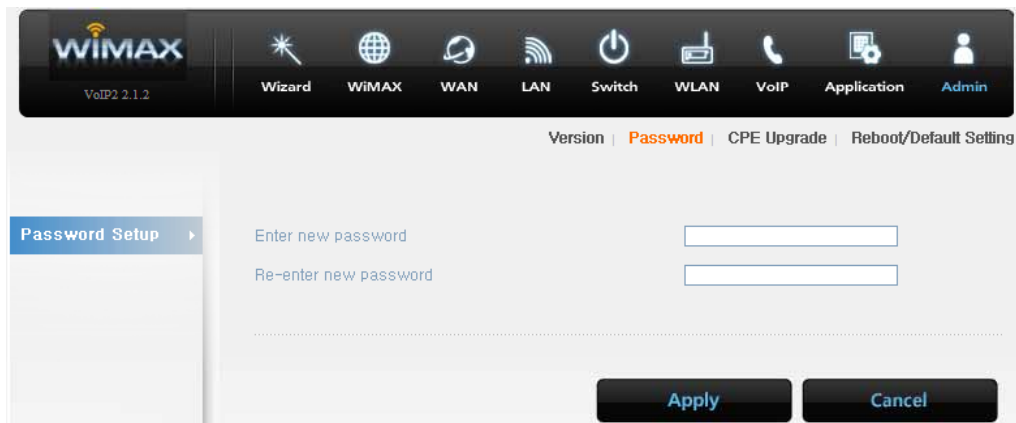 WiMAX
VoIP2 2.1.2
Wizard WiMAX WAN LAN Switch WLAN VoIP Application Admin
Version | Password | CPE Upgrade | Reboot/Default Setting
Password Setup
Enter new password
Re-enter new password
Apply Cancel